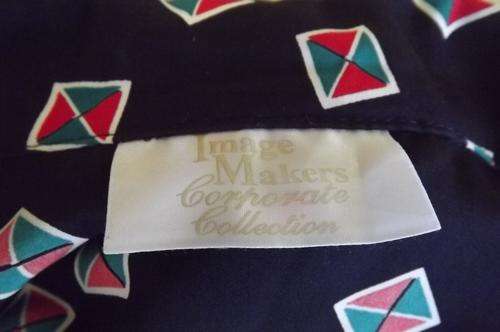 Image
Makers
Corporate
Collection